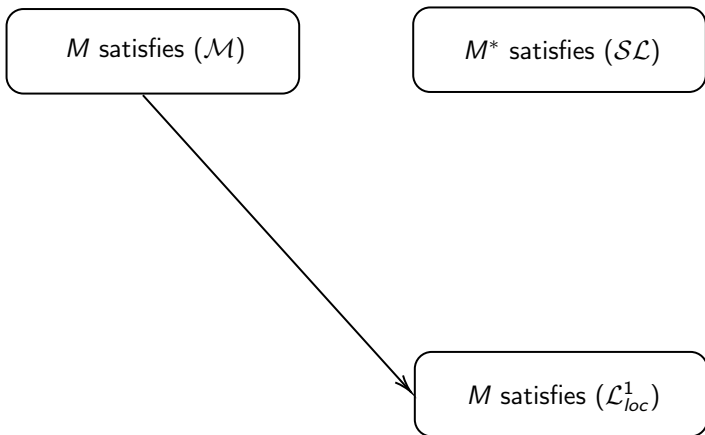 M satisfies (ℳ)
M* satisfies (𝒮ℒ)
M satisfies (ℒ¹_loc)